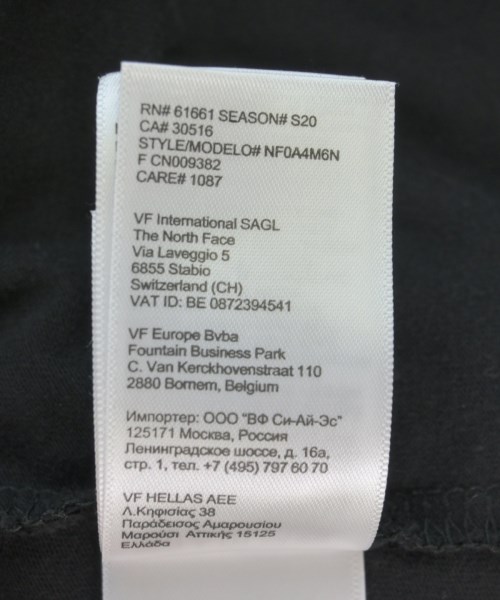 RN# 61661 SEASON# S20
CA# 30516
STYLE/MODELO# NF0A4M6N
F CN009382
CARE# 1087
VF International SAGL
The North Face
Via Laveggio 5
6855 Stabio
Switzerland (CH)
VAT ID: BE 0872394541
VF Europe Bvba
Fountain Business Park
C. Van Kerckhovenstraat 110
2880 Bornem, Belgium
Импортер: ООО "ВФ Си-Ай-Эс"
125171 Москва, Россия
Ленинградское шоссе, д. 16а,
стр. 1, тел. +7 (495) 797 60 70
VF HELLAS AEE
Λ.Κηφισίας 38
Παράδεισος Αμαρουσίου
Μαρούσι Αττικής 15125
Ελλάδα